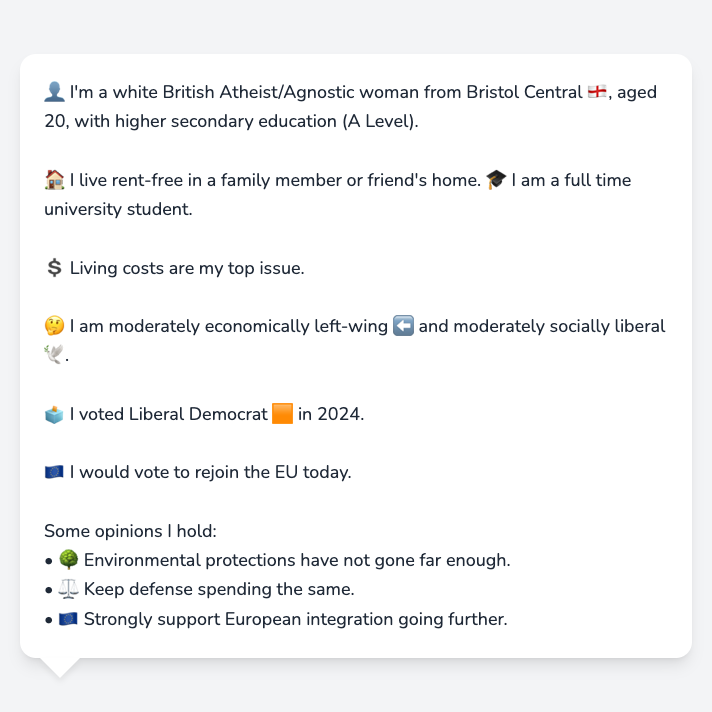 👤 I'm a white British Atheist/Agnostic woman from Bristol Central 🏴󠁧󠁢󠁥󠁮󠁧󠁿, aged
20, with higher secondary education (A Level).
🏠 I live rent-free in a family member or friend's home. 🎓 I am a full time
university student.
💲 Living costs are my top issue.
🤔 I am moderately economically left-wing ⬅️ and moderately socially liberal
🕊️.
🗳️ I voted Liberal Democrat 🟧 in 2024.
🇪🇺 I would vote to rejoin the EU today.
Some opinions I hold:
• 🌳 Environmental protections have not gone far enough.
• ⚖️ Keep defense spending the same.
• 🇪🇺 Strongly support European integration going further.